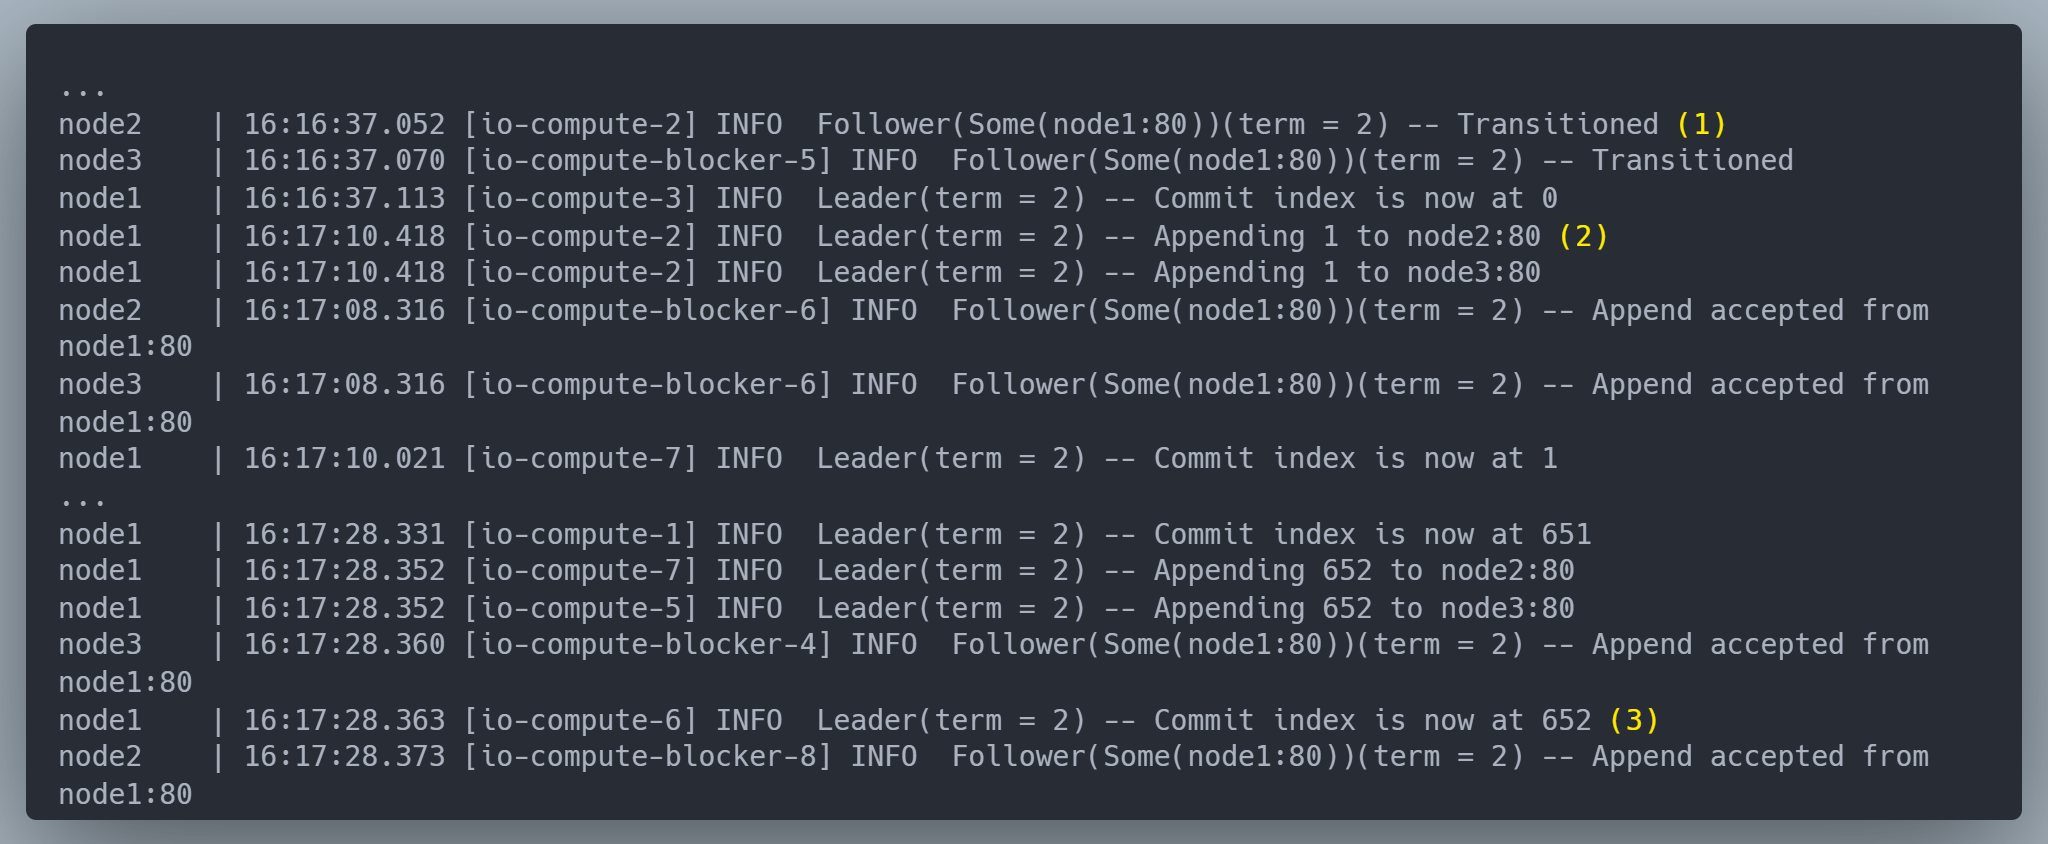 ...
node2    | 16:16:37.052 [io-compute-2] INFO  Follower(Some(node1:80))(term = 2) -- Transitioned (1)
node3    | 16:16:37.070 [io-compute-blocker-5] INFO  Follower(Some(node1:80))(term = 2) -- Transitioned
node1    | 16:16:37.113 [io-compute-3] INFO  Leader(term = 2) -- Commit index is now at 0
node1    | 16:17:10.418 [io-compute-2] INFO  Leader(term = 2) -- Appending 1 to node2:80 (2)
node1    | 16:17:10.418 [io-compute-2] INFO  Leader(term = 2) -- Appending 1 to node3:80
node2    | 16:17:08.316 [io-compute-blocker-6] INFO  Follower(Some(node1:80))(term = 2) -- Append accepted from
node1:80
node3    | 16:17:08.316 [io-compute-blocker-6] INFO  Follower(Some(node1:80))(term = 2) -- Append accepted from
node1:80
node1    | 16:17:10.021 [io-compute-7] INFO  Leader(term = 2) -- Commit index is now at 1
...
node1    | 16:17:28.331 [io-compute-1] INFO  Leader(term = 2) -- Commit index is now at 651
node1    | 16:17:28.352 [io-compute-7] INFO  Leader(term = 2) -- Appending 652 to node2:80
node1    | 16:17:28.352 [io-compute-5] INFO  Leader(term = 2) -- Appending 652 to node3:80
node3    | 16:17:28.360 [io-compute-blocker-4] INFO  Follower(Some(node1:80))(term = 2) -- Append accepted from
node1:80
node1    | 16:17:28.363 [io-compute-6] INFO  Leader(term = 2) -- Commit index is now at 652 (3)
node2    | 16:17:28.373 [io-compute-blocker-8] INFO  Follower(Some(node1:80))(term = 2) -- Append accepted from
node1:80